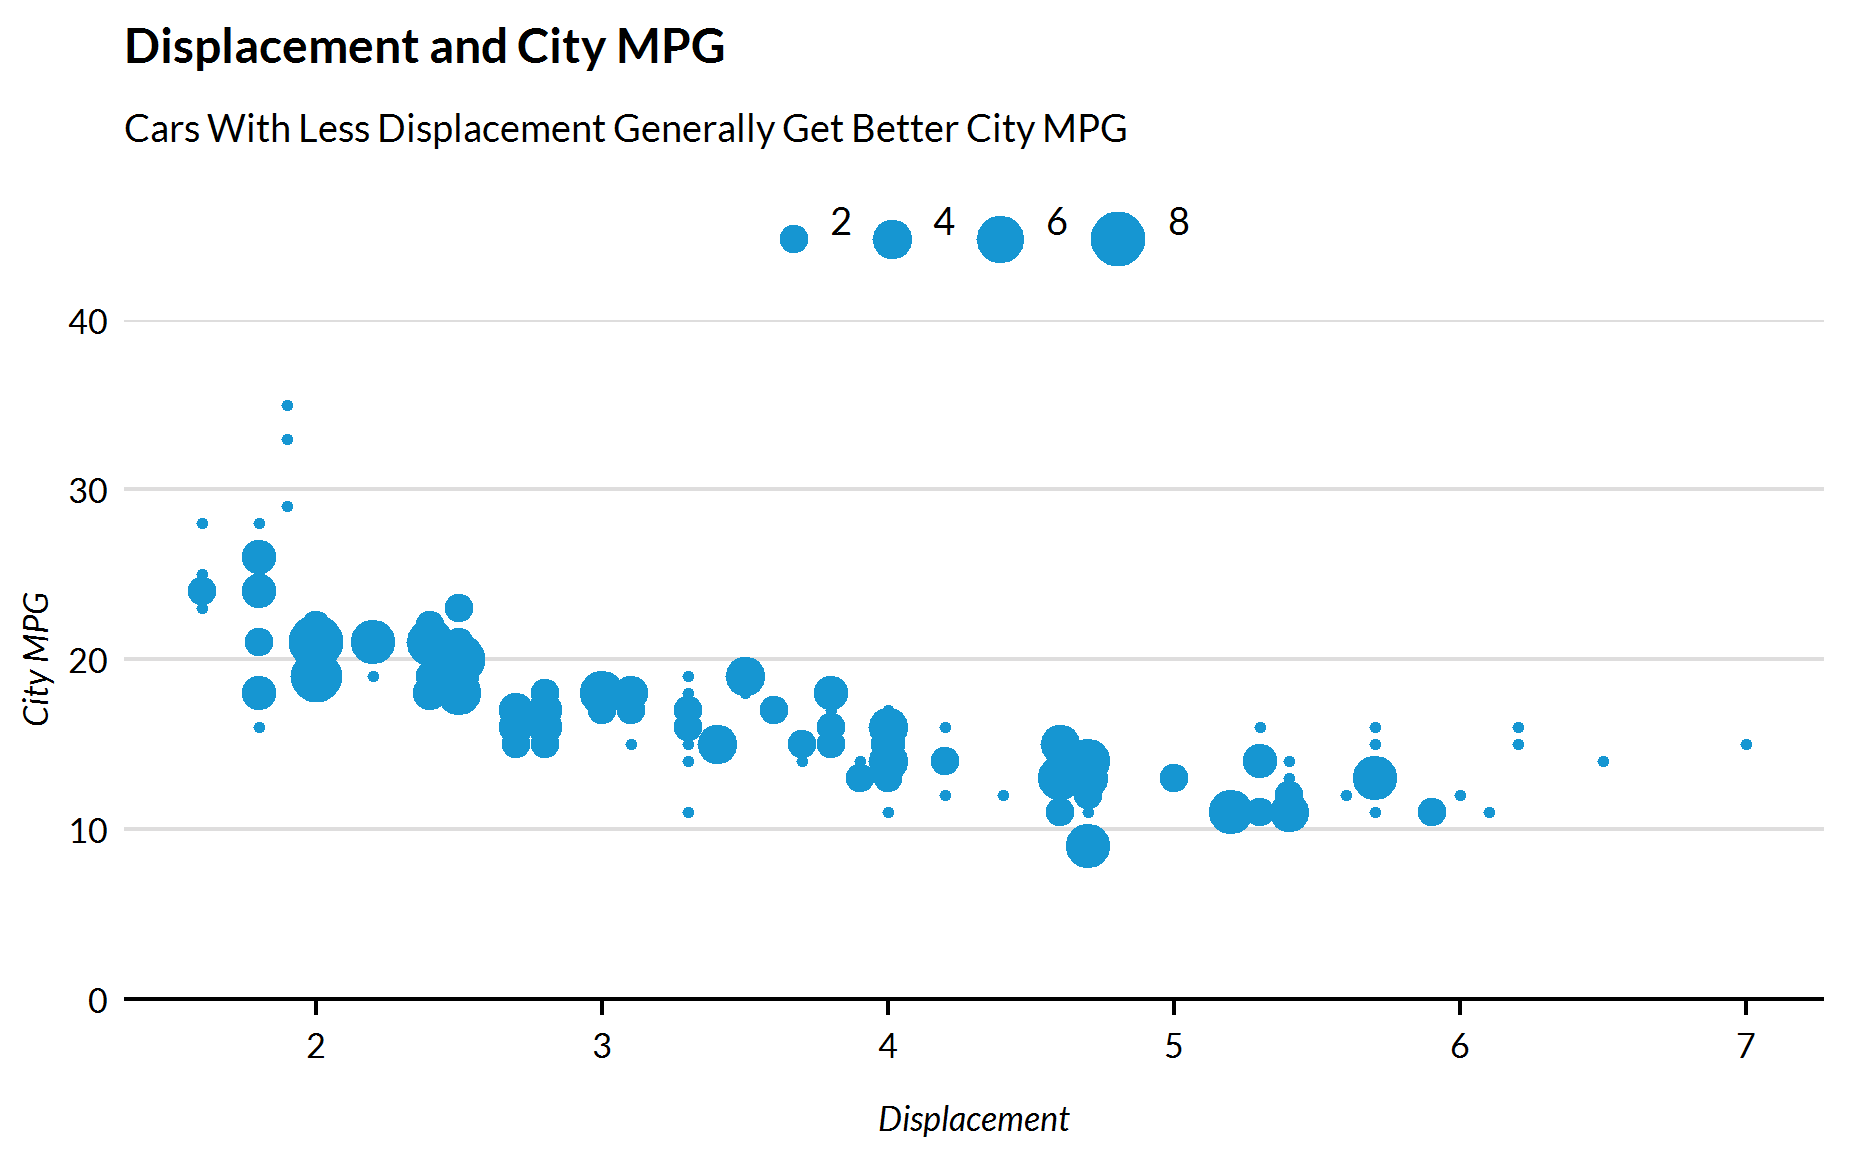 Displacement and City MPG
Cars With Less Displacement Generally Get Better City MPG
2 4 6 8
40
30
20
10
0
City MPG
2 3 4 5 6 7
Displacement